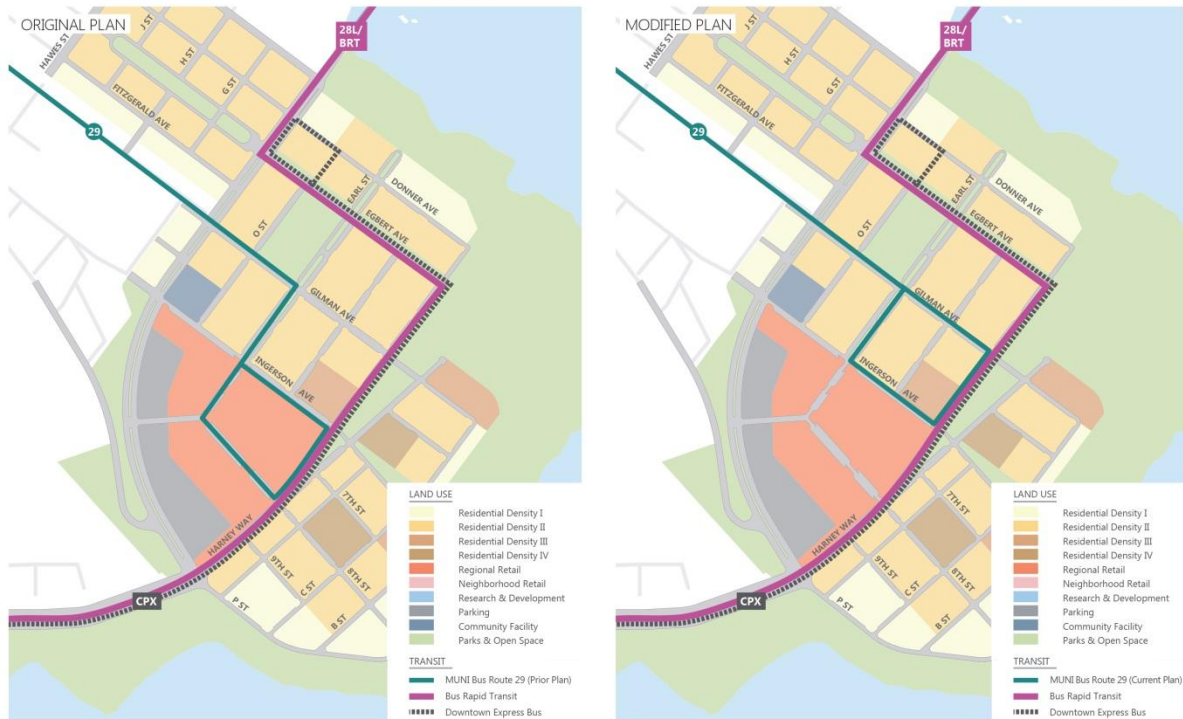 ORIGINAL PLAN
28L/
BRT
HAWES ST
J ST
H ST
G ST
FITZGERALD AVE
29
EARL ST
DONNER AVE
O ST
EGBERT AVE
GILMAN AVE
INGERSON AVE
HARNEY WAY
7TH ST
9TH ST
8TH ST
C ST
P ST
B ST
CPX
LAND USE
Residential Density I
Residential Density II
Residential Density III
Residential Density IV
Regional Retail
Neighborhood Retail
Research & Development
Parking
Community Facility
Parks & Open Space
TRANSIT
MUNI Bus Route 29 (Prior Plan)
Bus Rapid Transit
Downtown Express Bus
MODIFIED PLAN
28L/
BRT
HAWES ST
J ST
H ST
G ST
FITZGERALD AVE
29
EARL ST
DONNER AVE
O ST
EGBERT AVE
GILMAN AVE
INGERSON AVE
HARNEY WAY
7TH ST
9TH ST
8TH ST
C ST
P ST
B ST
CPX
LAND USE
Residential Density I
Residential Density II
Residential Density III
Residential Density IV
Regional Retail
Neighborhood Retail
Research & Development
Parking
Community Facility
Parks & Open Space
TRANSIT
MUNI Bus Route 29 (Current Plan)
Bus Rapid Transit
Downtown Express Bus